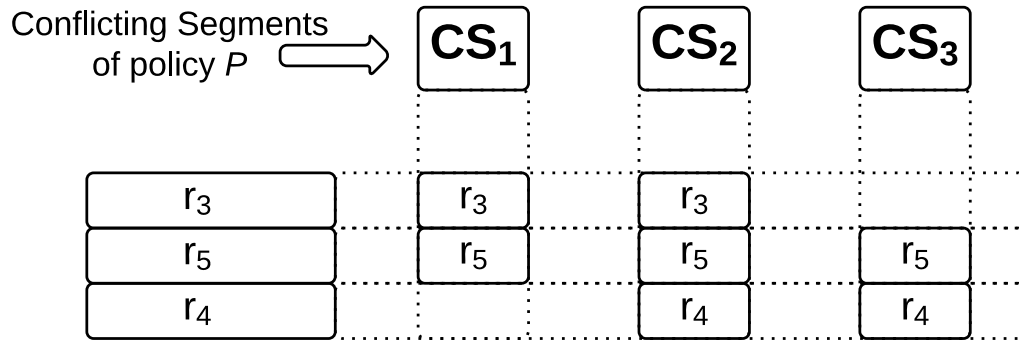 Conflicting Segments
of policy P
CS₁ CS₂ CS₃
r₃ r₃ r₃
r₅ r₅ r₅ r₅
r₄ r₄ r₄